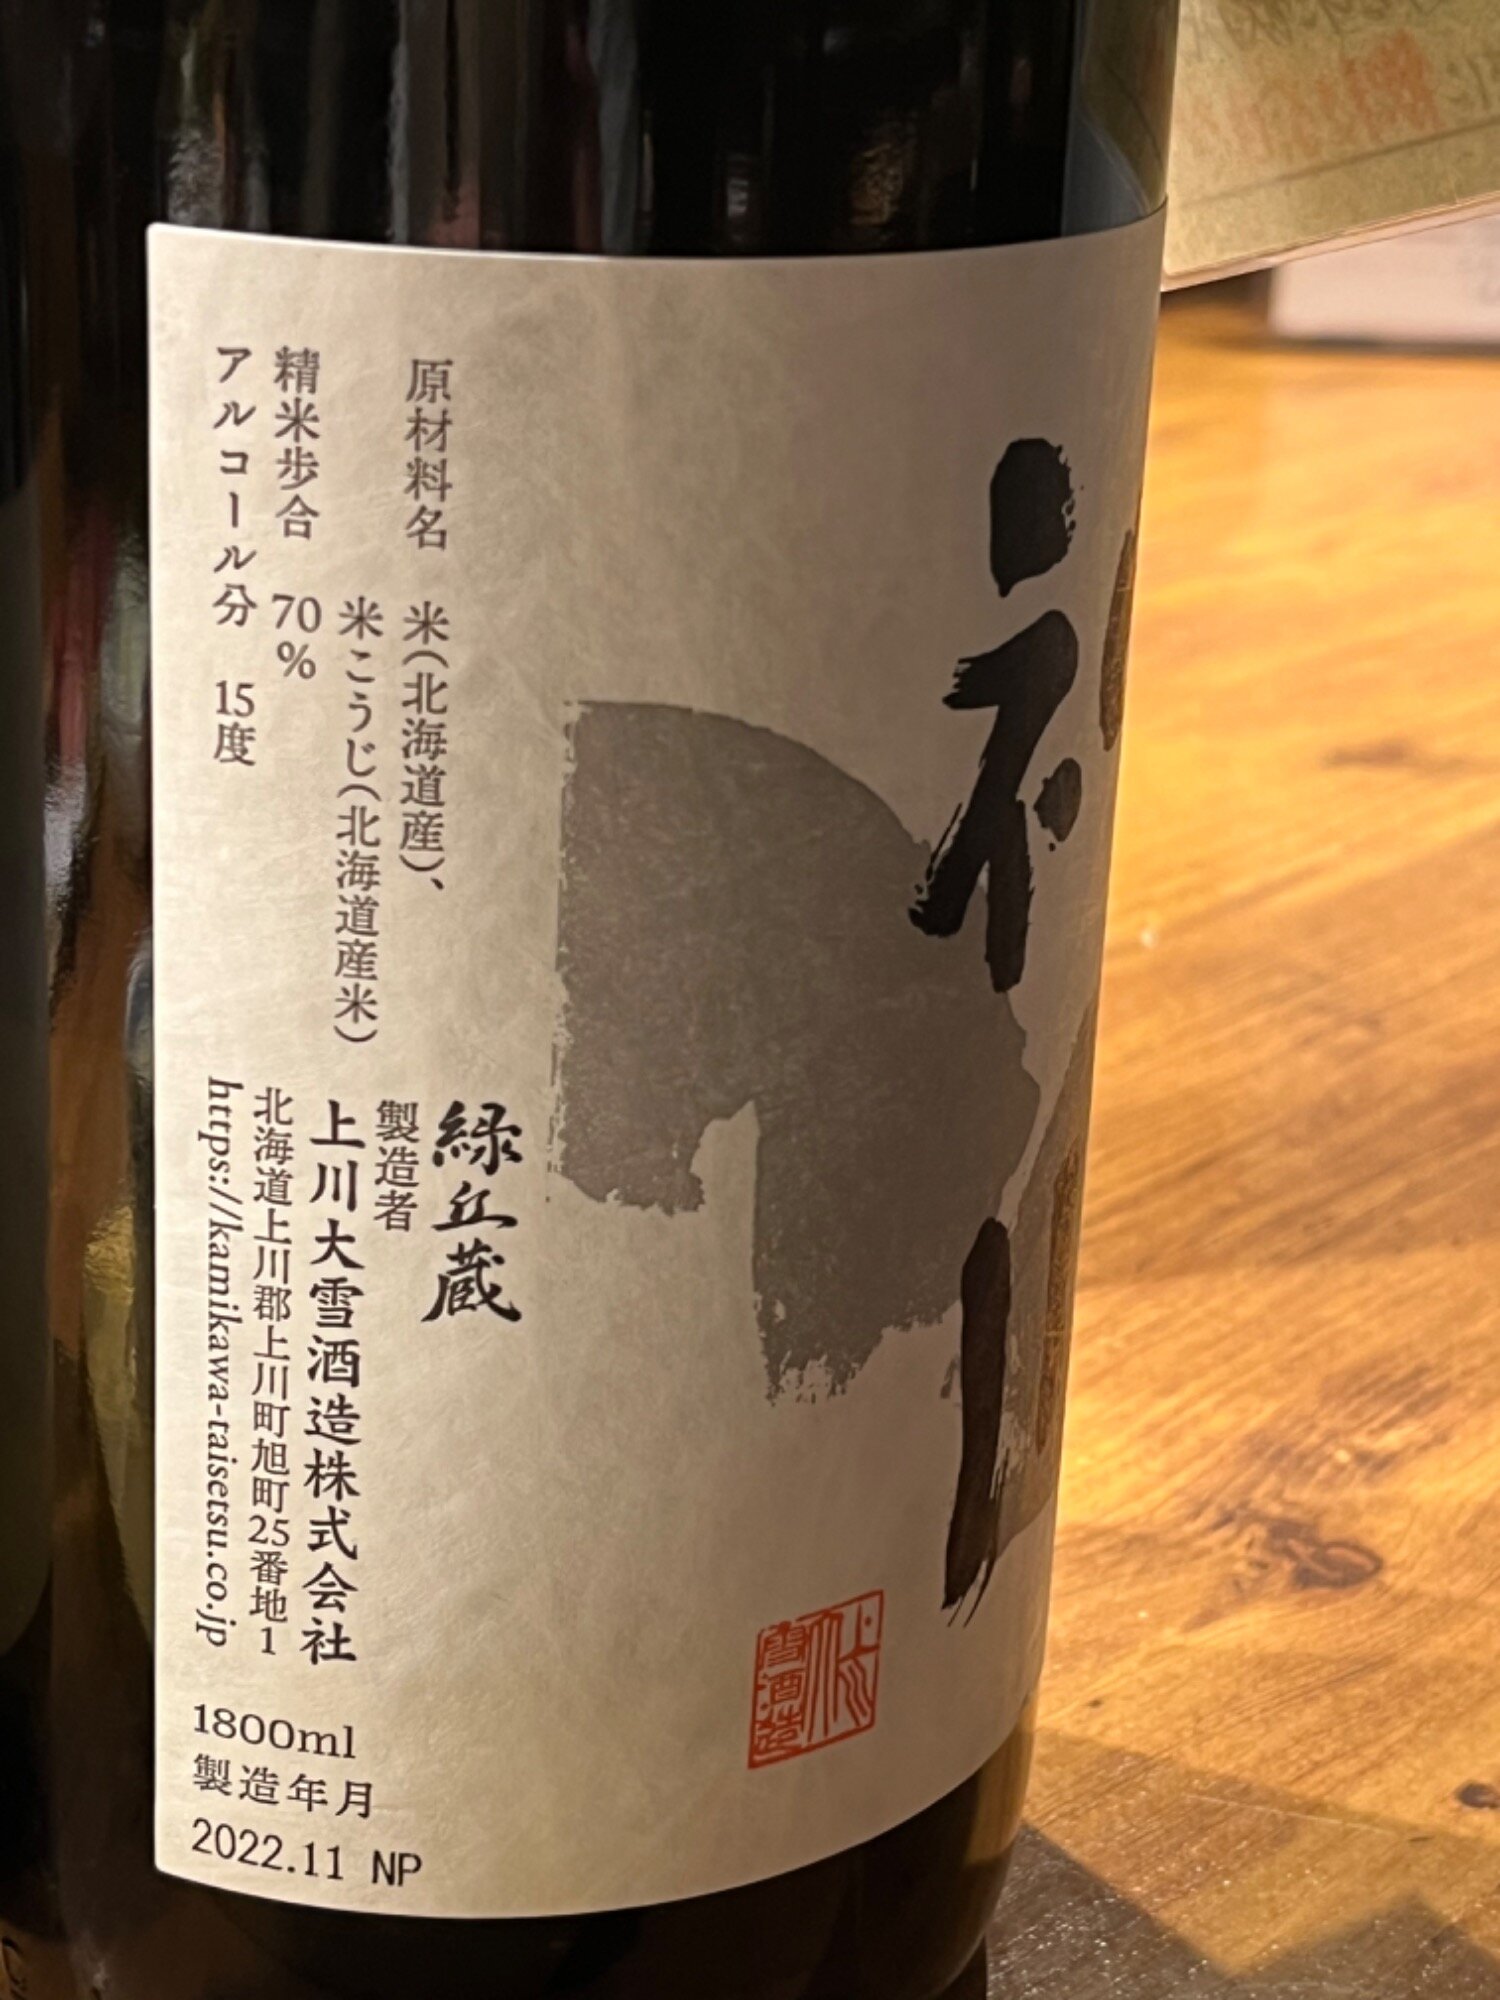 原材料名 米(北海道産)、
米こうじ(北海道産米)
精米歩合 70%
アルコール分 15度
緑丘蔵
製造者
上川大雪酒造株式会社
北海道上川郡上川町旭町25番地1
https://kamikawa-taisetsu.co.jp
1800ml
製造年月
2022.11 NP